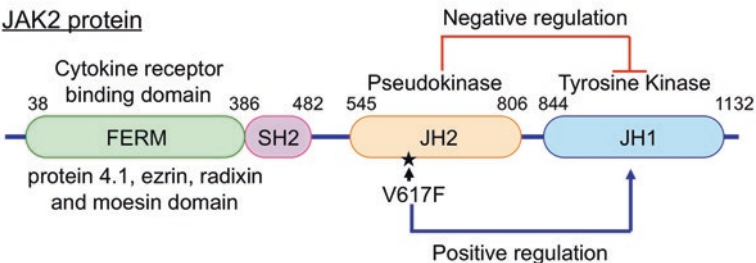 JAK2 protein
Negative regulation
Cytokine receptor
binding domain
Pseudokinase
Tyrosine Kinase
38
386
482
545
806
844
1132
FERM
SH2
JH2
JH1
protein 4.1, ezrin, radixin
and moesin domain
V617F
Positive regulation